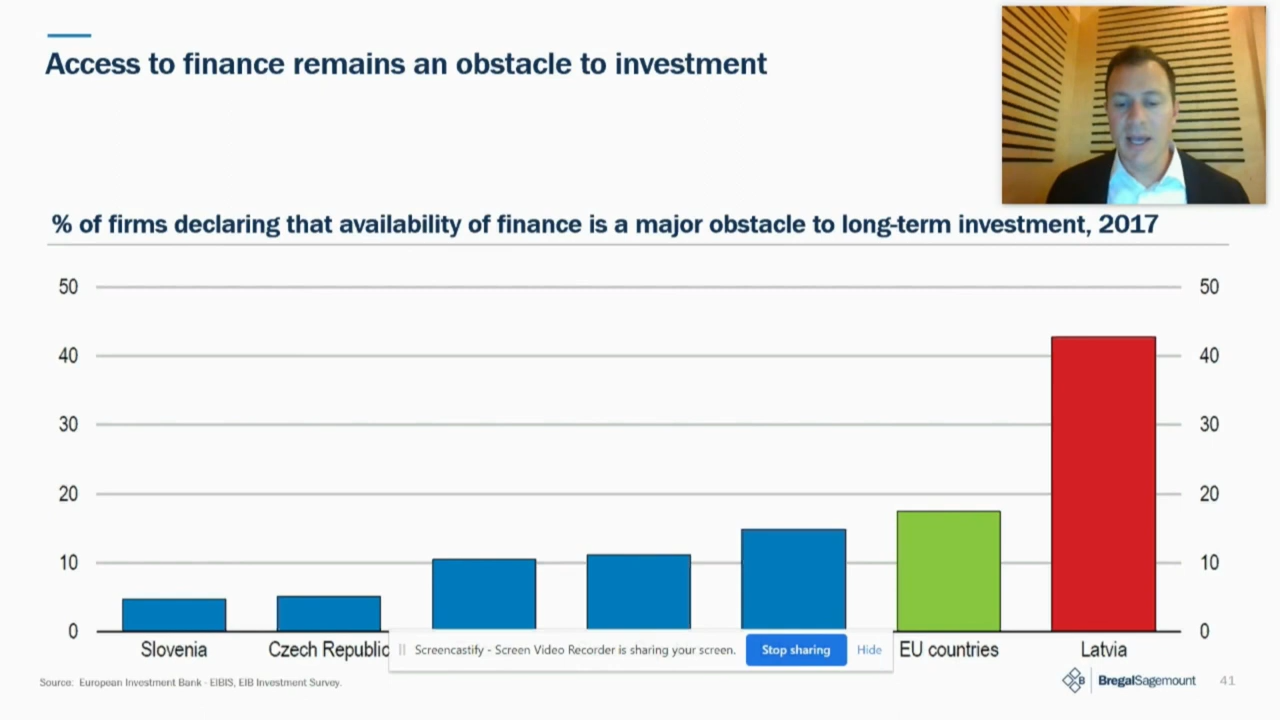 Access to finance remains an obstacle to investment
% of firms declaring that availability of finance is a major obstacle to long-term investment, 2017
50 50
40 40
30 30
20 20
10 10
0 0
Slovenia Czech Republic EU countries Latvia
Screencastify - Screen Video Recorder is sharing your screen. Stop sharing Hide
Source: European Investment Bank - EIBIS, EIB Investment Survey.
B BregalSagemount 41